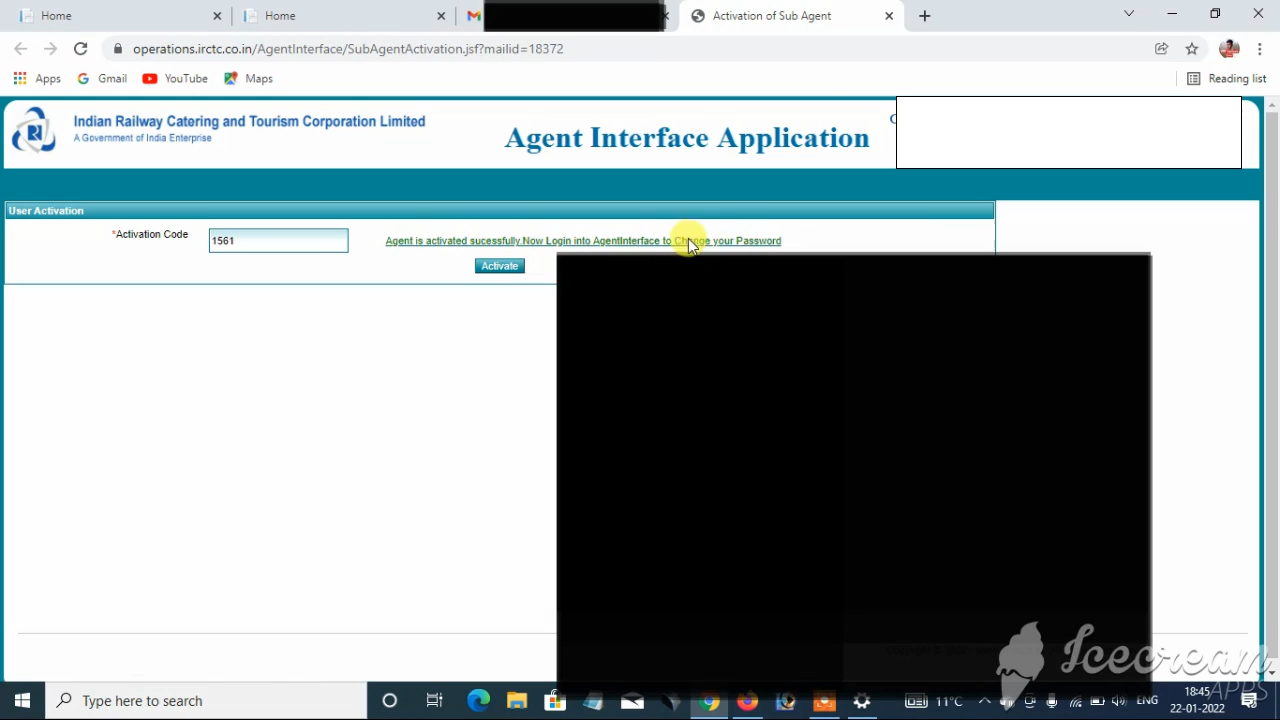 Home
Home
Activation of Sub Agent
operations.irctc.co.in/AgentInterface/SubAgentActivation.jsf?mailid=18372
Apps
Gmail
YouTube
Maps
Reading list
Indian Railway Catering and Tourism Corporation Limited
A Government of India Enterprise
Agent Interface Application
User Activation
*Activation Code
1561
Agent is activated sucessfully.Now Login into AgentInterface to Change your Password
Activate
Icecream
APPS
Type here to search
11°C
ENG
18:45
22-01-2022